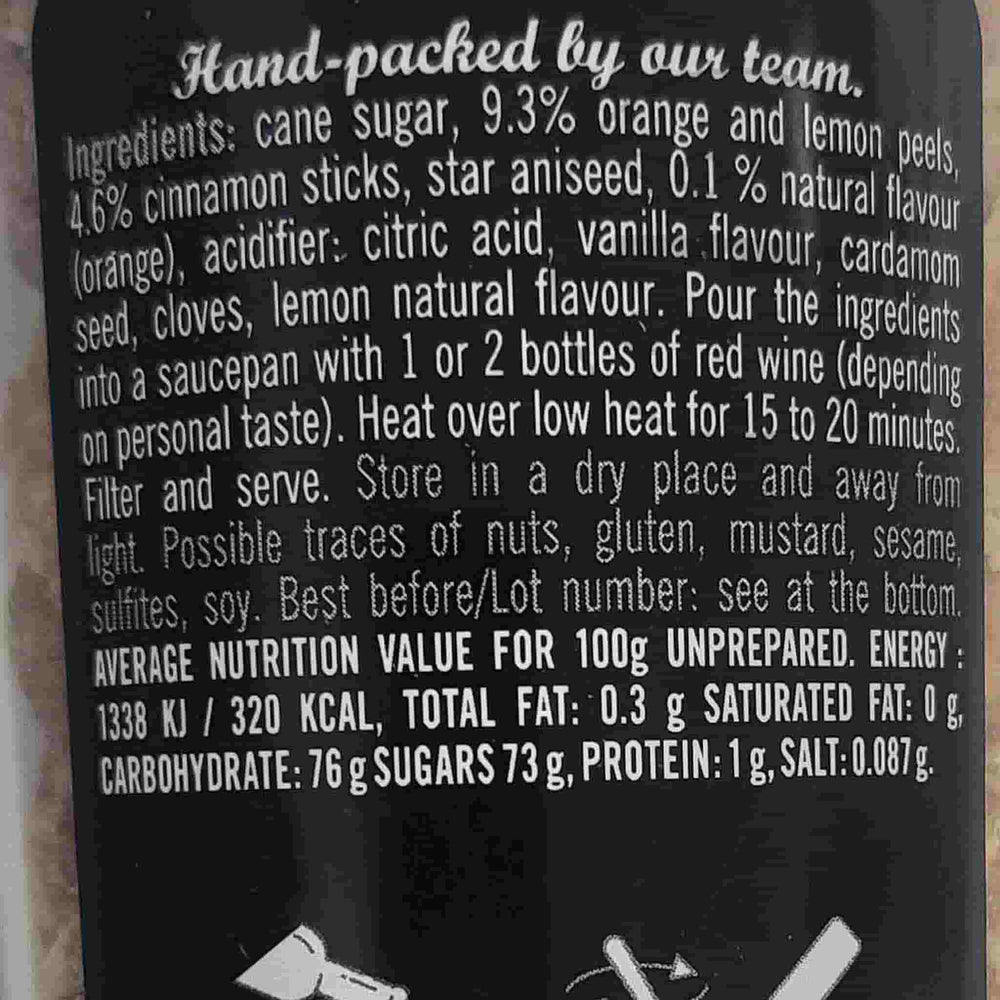 Hand-packed by our team.
Ingredients: cane sugar, 9.3% orange and lemon peels,
4.6% cinnamon sticks, star aniseed, 0.1 % natural flavour
(orange), acidifier: citric acid, vanilla flavour, cardamom
seed, cloves, lemon natural flavour. Pour the ingredients
into a saucepan with 1 or 2 bottles of red wine (depending
on personal taste). Heat over low heat for 15 to 20 minutes.
Filter and serve. Store in a dry place and away from
light. Possible traces of nuts, gluten, mustard, sesame,
sulfites, soy. Best before/Lot number: see at the bottom.
AVERAGE NUTRITION VALUE FOR 100g UNPREPARED. ENERGY :
1338 KJ / 320 KCAL, TOTAL FAT: 0.3 g SATURATED FAT: 0 g,
CARBOHYDRATE: 76 g SUGARS 73 g, PROTEIN: 1 g, SALT: 0.087 g.